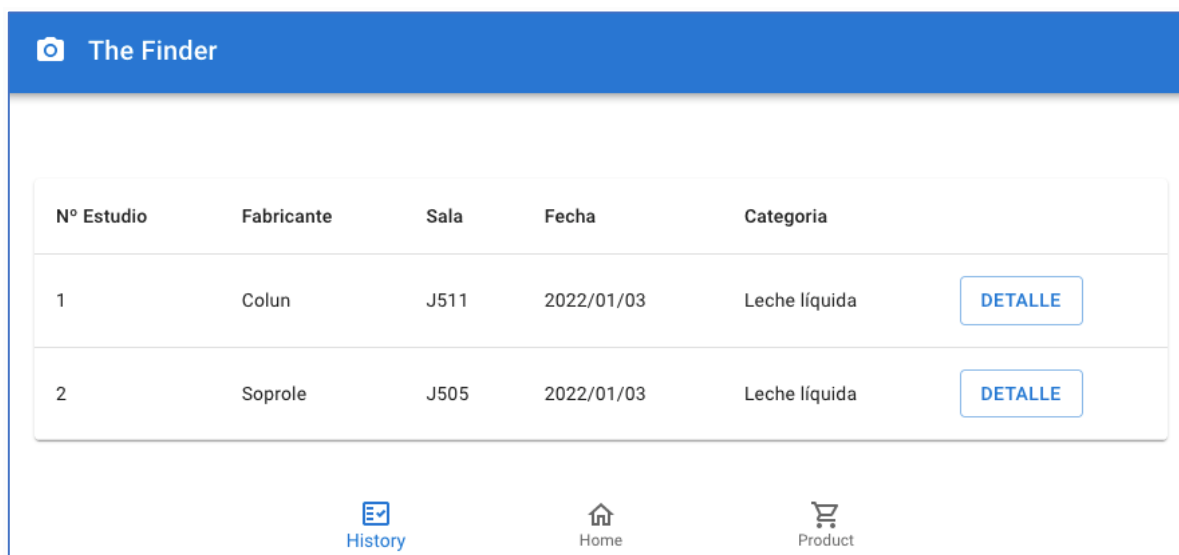 The Finder
Nº Estudio Fabricante Sala Fecha Categoria
1 Colun J511 2022/01/03 Leche líquida DETALLE
2 Soprole J505 2022/01/03 Leche líquida DETALLE
History Home Product